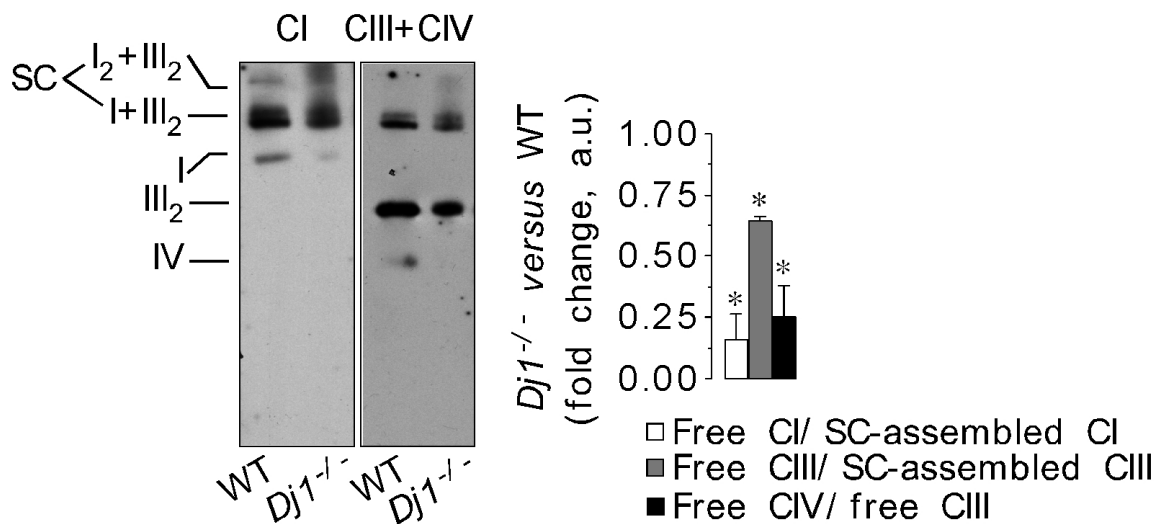 CI CIII+CIV
SC
I₂+III₂
I+III₂
I
III₂
IV
WT
Dj1⁻/⁻
WT
Dj1⁻/⁻
Dj1⁻/⁻ versus WT
(fold change, a.u.)
1.00
0.75
0.50
0.25
0.00
*
*
*
Free CI/ SC-assembled CI
Free CIII/ SC-assembled CIII
Free CIV/ free CIII